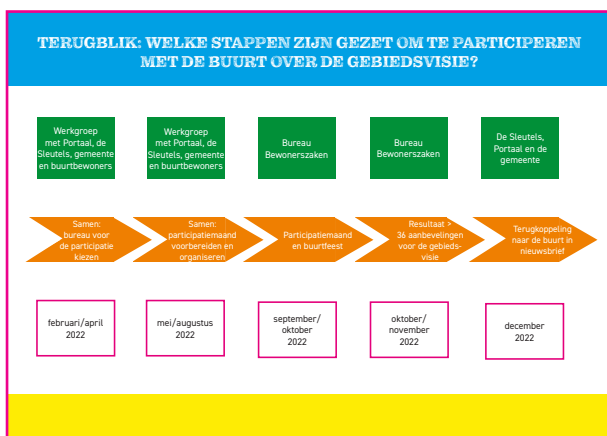 TERUGBLIK: WELKE STAPPEN ZIJN GEZET OM TE PARTICIPEREN
MET DE BUURT OVER DE GEBIEDSVISIE?
Werkgroep
met Portaal, de
Sleutels, gemeente
en buurtbewoners
Werkgroep
met Portaal, de
Sleutels, gemeente
en buurtbewoners
Bureau
Bewonerszaken
Bureau
Bewonerszaken
De Sleutels,
Portaal en de
gemeente
Samen:
bureau voor
de participatie
kiezen
Samen:
participatiemaand
voorbereiden en
organiseren
Participatiemaand
en buurtfeest
Resultaat >
36 aanbevelingen
voor de gebieds-
visie
Terugkoppeling
naar de buurt in
nieuwsbrief
februari/april
2022
mei/augustus
2022
september/
oktober
2022
oktober/
november
2022
december
2022